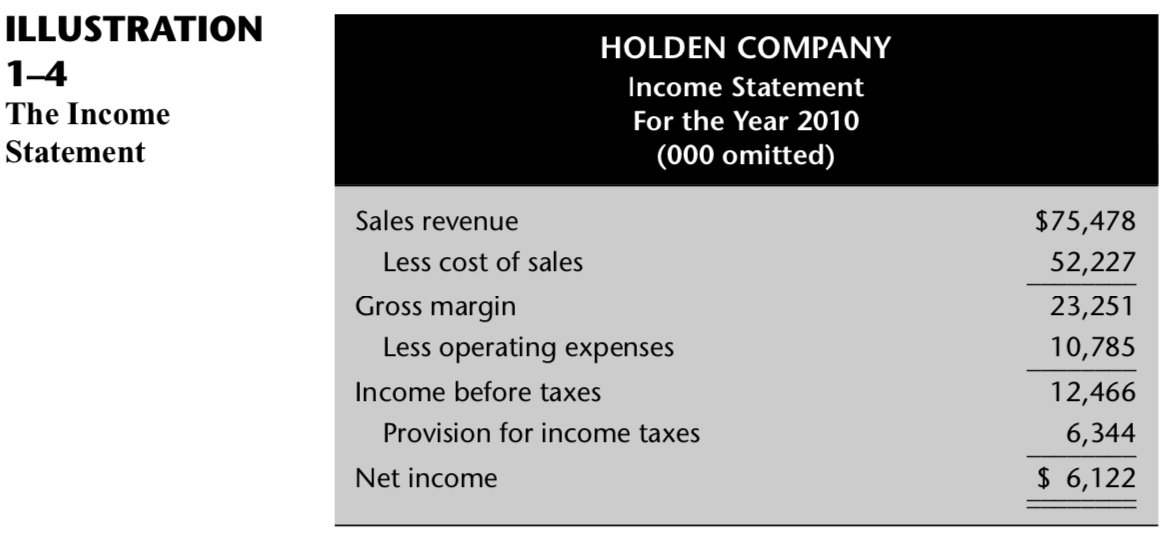 ILLUSTRATION
1–4
The Income
Statement
HOLDEN COMPANY
Income Statement
For the Year 2010
(000 omitted)
Sales revenue $75,478
Less cost of sales 52,227
Gross margin 23,251
Less operating expenses 10,785
Income before taxes 12,466
Provision for income taxes 6,344
Net income $ 6,122